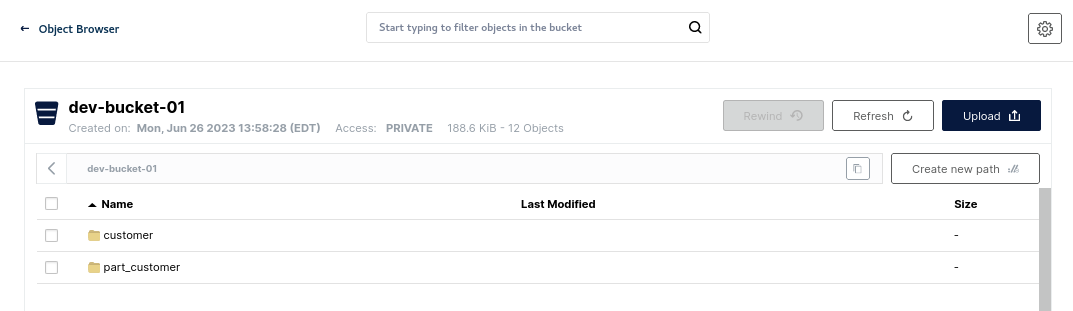 ← Object Browser
Start typing to filter objects in the bucket
dev-bucket-01
Created on: Mon, Jun 26 2023 13:58:28 (EDT) Access: PRIVATE 188.6 KiB - 12 Objects
Rewind
Refresh
Upload
dev-bucket-01
Create new path
Name Last Modified Size
customer -
part_customer -